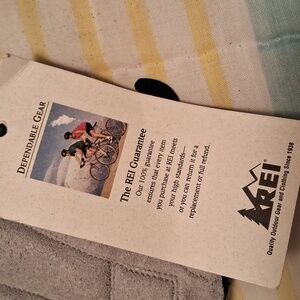 DEPENDABLE GEAR
The REI Guarantee
Our 100% guarantee
ensures that every item
you purchase at REI meets
your high standards—
or you can return it for a
replacement or full refund.
REI®
Quality Outdoor Gear and Clothing Since 1938